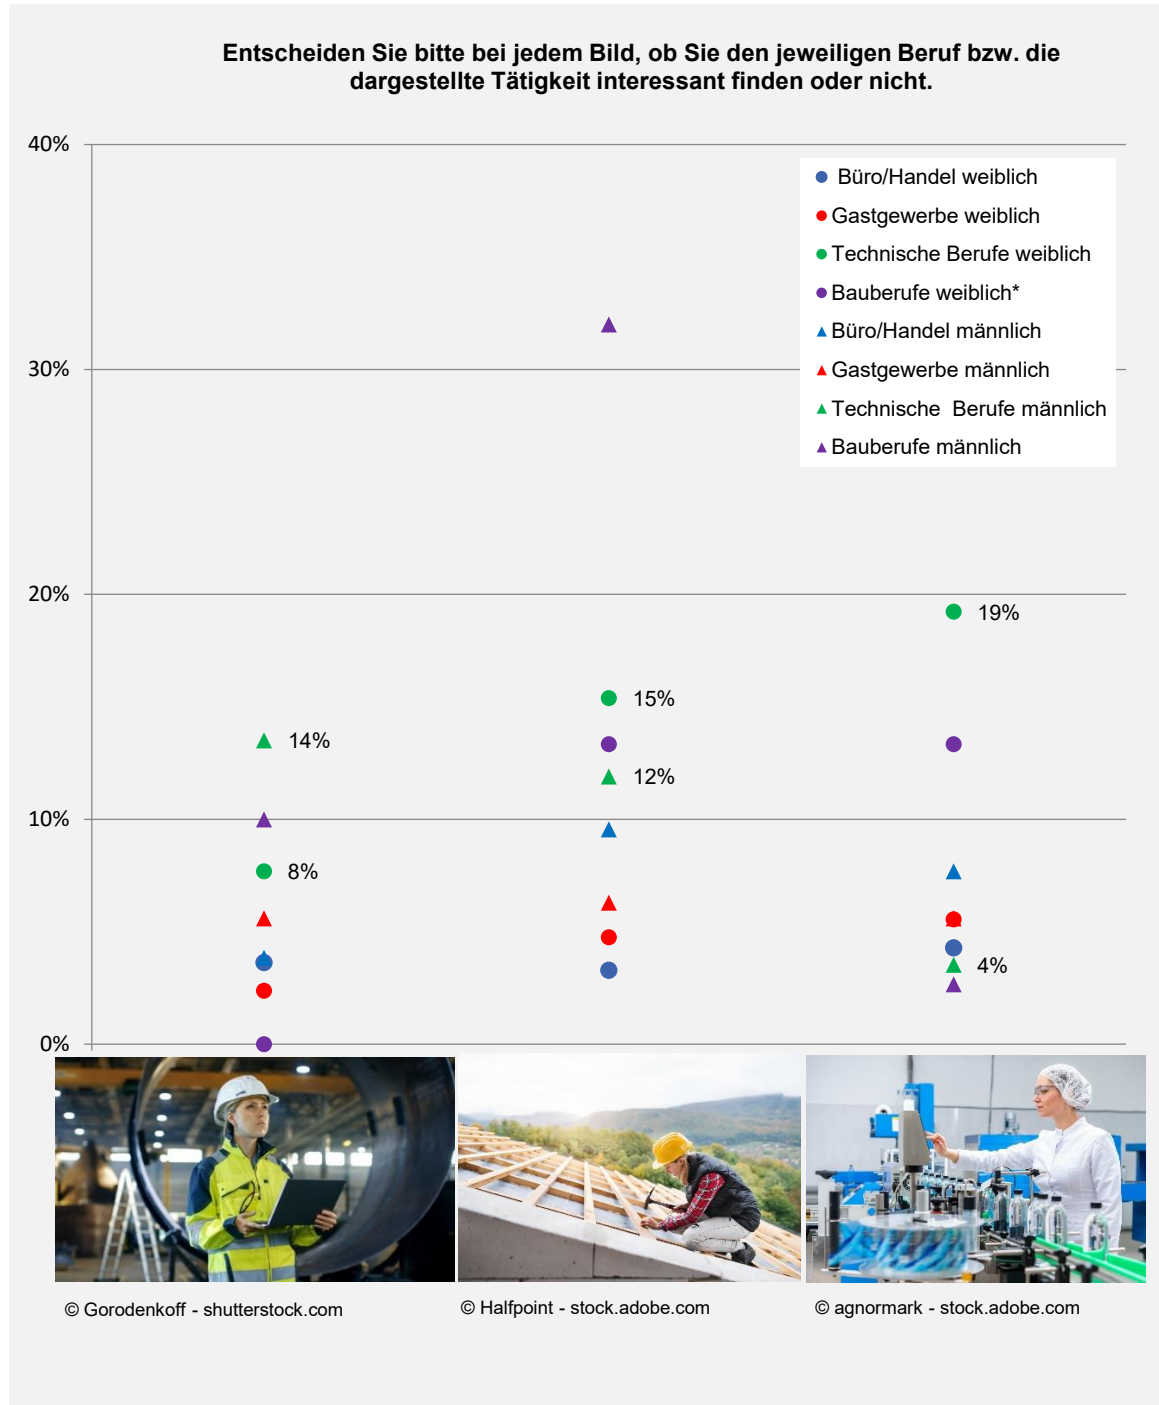 Entscheiden Sie bitte bei jedem Bild, ob Sie den jeweiligen Beruf bzw. die
dargestellte Tätigkeit interessant finden oder nicht.
40%
30%
20%
10%
0%
Büro/Handel weiblich
Gastgewerbe weiblich
Technische Berufe weiblich
Bauberufe weiblich*
Büro/Handel männlich
Gastgewerbe männlich
Technische  Berufe männlich
Bauberufe männlich
19%
15%
14%
12%
8%
4%
© Gorodenkoff - shutterstock.com
© Halfpoint - stock.adobe.com
© agnormark - stock.adobe.com